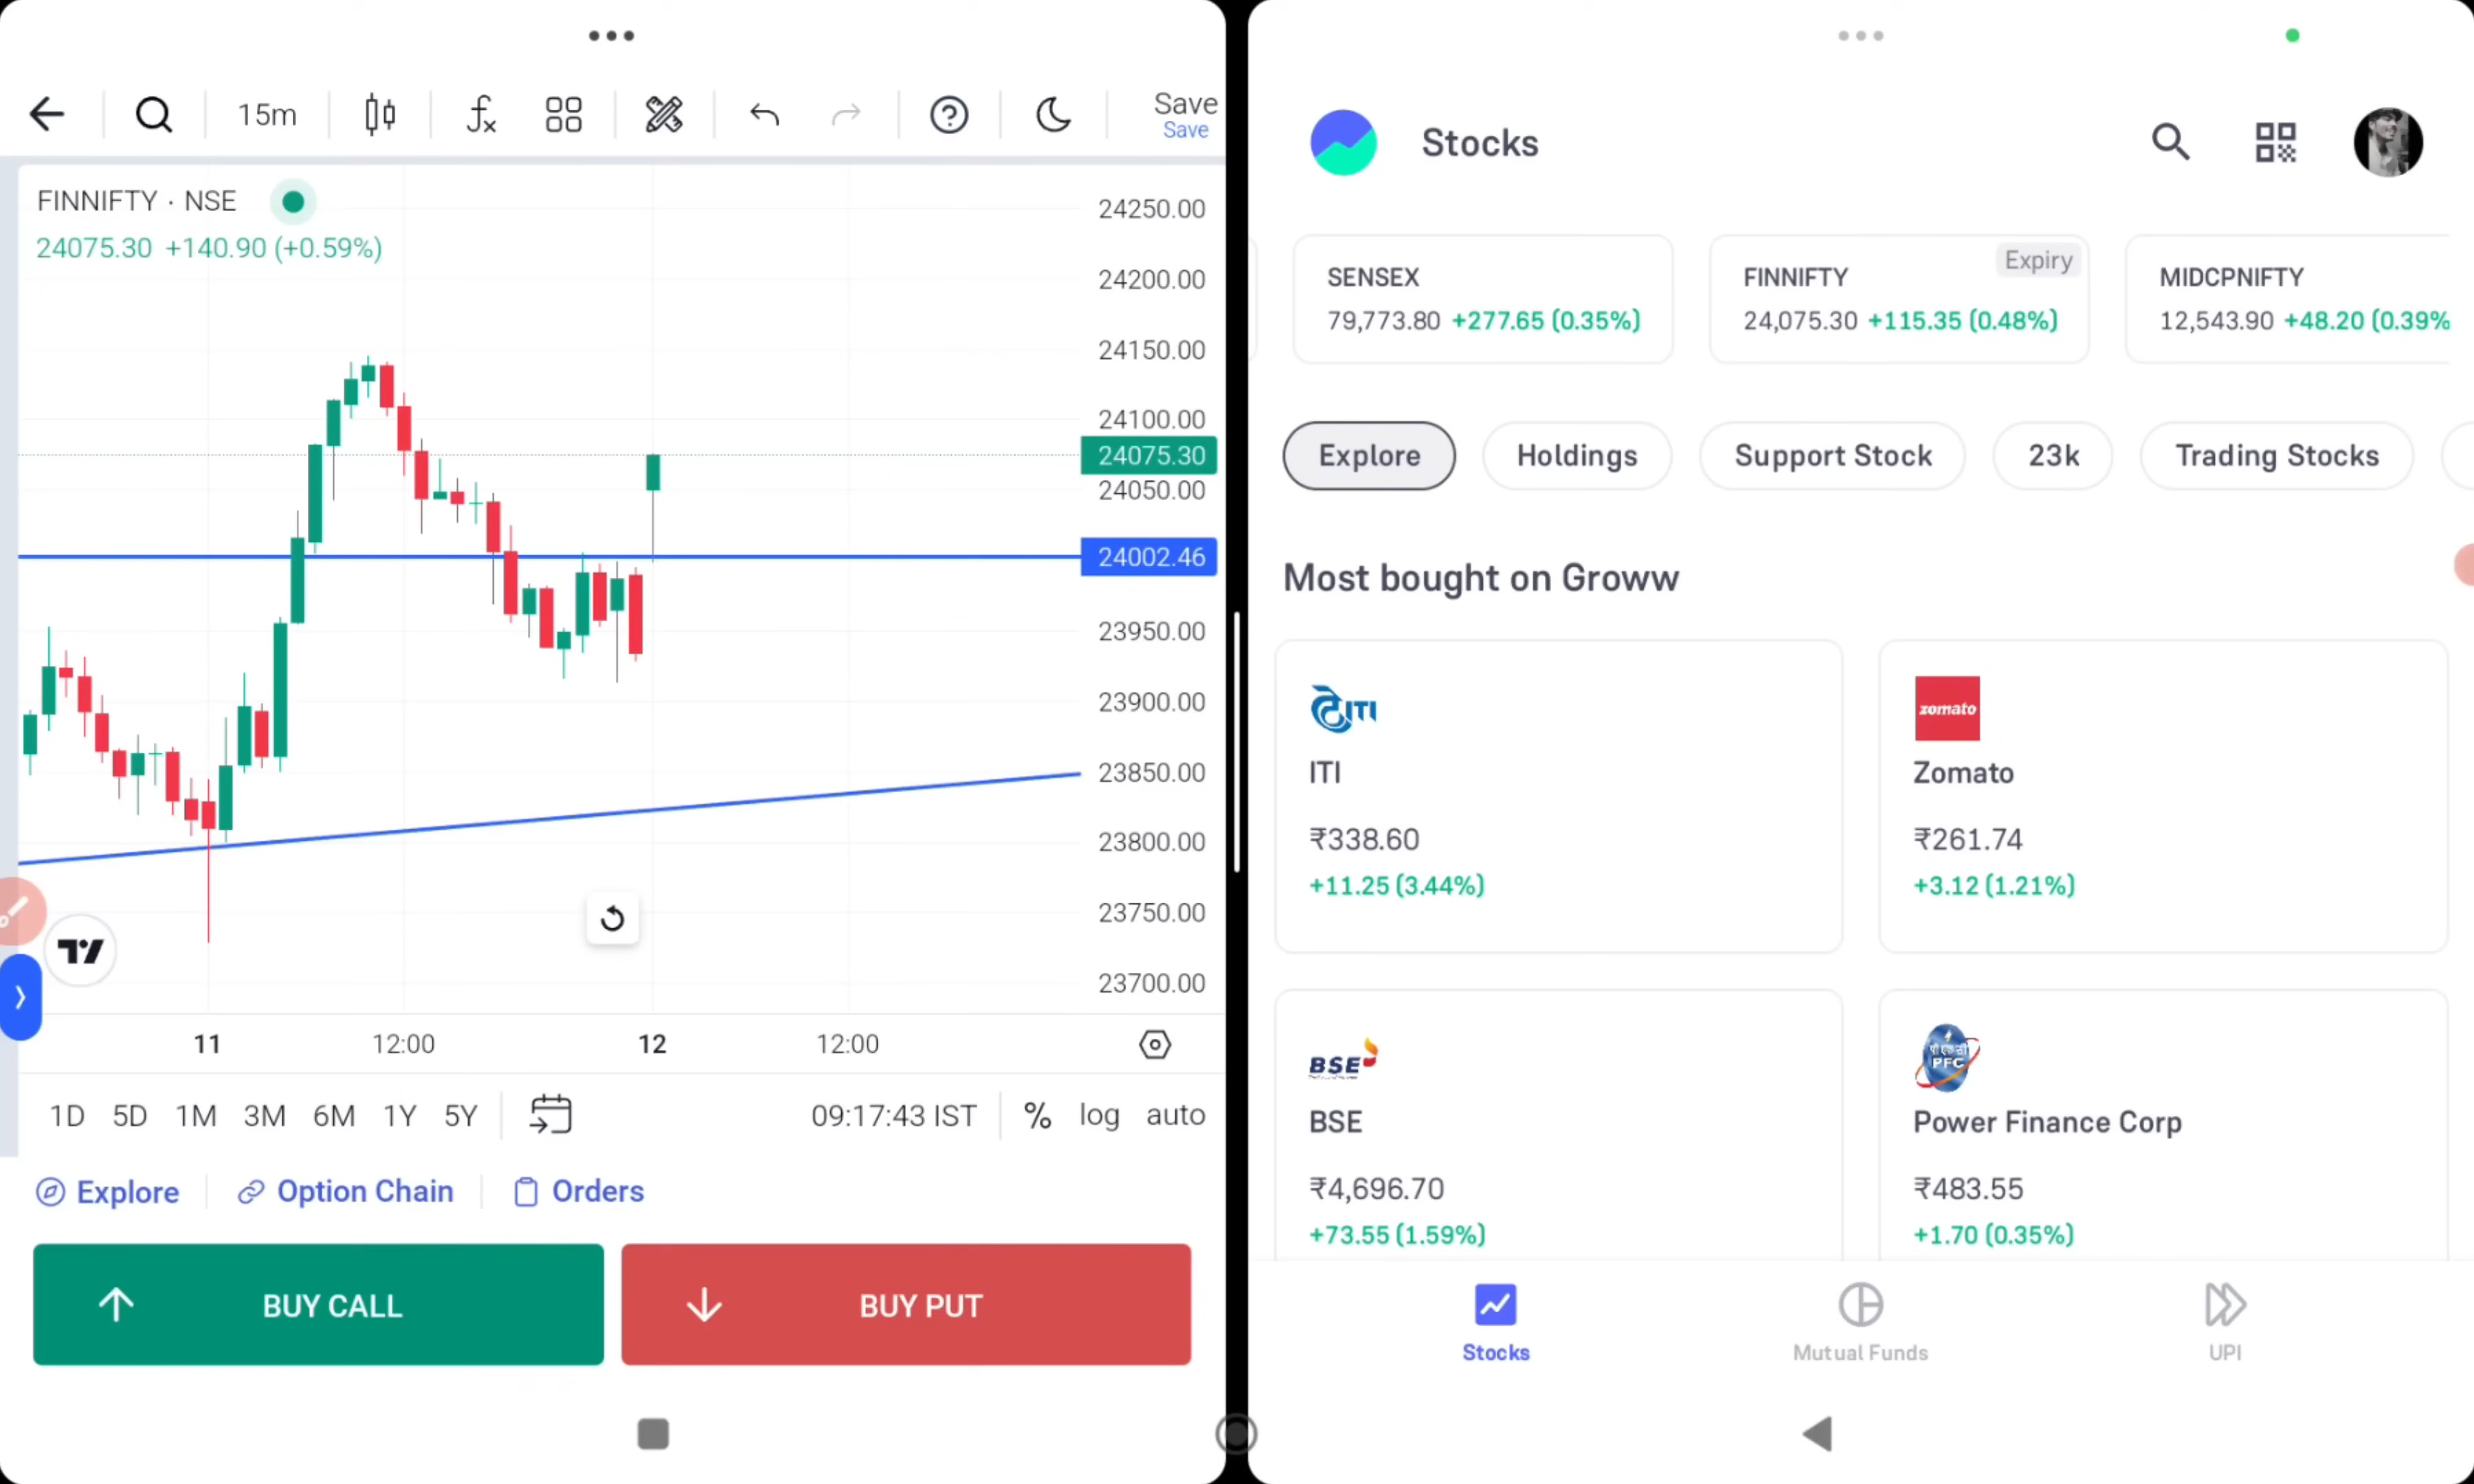 15m
Save
Save
FINNIFTY · NSE
24075.30 +140.90 (+0.59%)
24250.00
24200.00
24150.00
24100.00
24075.30
24050.00
24002.46
23950.00
23900.00
23850.00
23800.00
23750.00
23700.00
11 12:00 12 12:00
1D 5D 1M 3M 6M 1Y 5Y 09:17:43 IST % log auto
Explore Option Chain Orders
BUY CALL BUY PUT
Stocks
SENSEX
79,773.80 +277.65 (0.35%)
FINNIFTY Expiry
24,075.30 +115.35 (0.48%)
MIDCPNIFTY
12,543.90 +48.20 (0.39%
Explore Holdings Support Stock 23k Trading Stocks
Most bought on Groww
ITI
ITI
₹338.60
+11.25 (3.44%)
zomato
Zomato
₹261.74
+3.12 (1.21%)
BSE
BSE
₹4,696.70
+73.55 (1.59%)
PFC
Power Finance Corp
₹483.55
+1.70 (0.35%)
Stocks Mutual Funds UPI